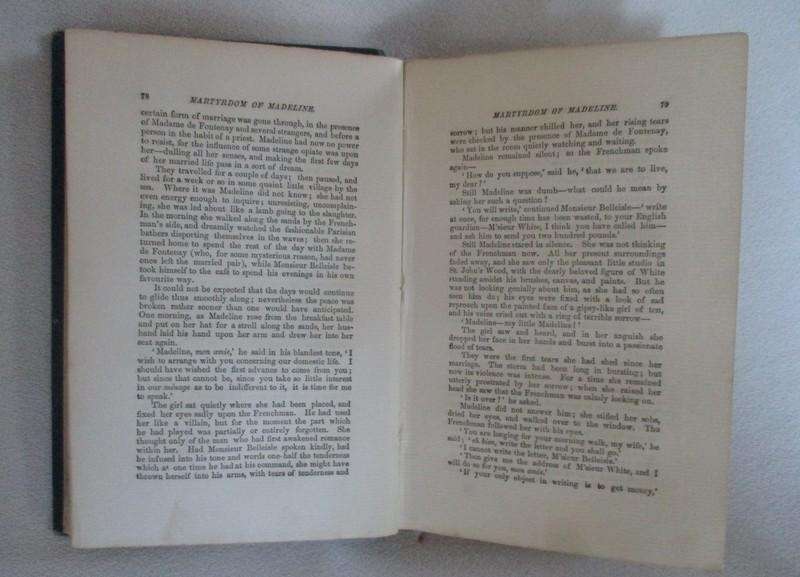 78
MARTYRDOM OF MADELINE.
certain form of marriage was gone through, in the presence
of Madame de Fontenay and several strangers, and before a
person in the habit of a priest. Madeline had now no power
to resist, for the influence of some strange opiate was upon
her—dulling all her senses, and making the first few days
of her married life pass in a sort of dream.
They travelled for a couple of days; then paused, and
lived for a week or so in some quaint little village by the
sea. Where it was Madeline did not know; she had not
even energy enough to inquire; unresisting, uncomplain-
ing, she was led about like a lamb going to the slaughter.
In the morning she walked along the sands by the French-
man's side, and dreamily watched the fashionable Parisian
bathers disporting themselves in the waves; then she re-
turned home to spend the rest of the day with Madame
de Fontenay (who, for some mysterious reason, had never
once left the married pair), while Monsieur Belleisle be-
took himself to the café to spend his evenings in his own
favourite way.
It could not be expected that the days would continue
to glide thus smoothly along; nevertheless the peace was
broken rather sooner than one would have anticipated.
One morning, as Madeline rose from the breakfast table
and put on her hat for a stroll along the sands, her hus-
band laid his hand upon her arm and drew her into her
seat again.
'Madeline, mon amie,' he said in his blandest tone, 'I
wish to arrange with you concerning our domestic life. I
should have wished the first advance to come from you;
but since that cannot be, since you take so little interest
in our ménage as to be indifferent to it, it is time for me
to speak.'
The girl sat quietly where she had been placed, and
fixed her eyes sadly upon the Frenchman. He had used
her like a villain, but for the moment the part which
he had played was partially or entirely forgotten. She
thought only of the man who had first awakened romance
within her. Had Monsieur Belleisle spoken kindly, had
he infused into his tone and words one-half the tenderness
which at one time he had at his command, she might have
thrown herself into his arms, with tears of tenderness and
MARTYRDOM OF MADELINE.
79
sorrow; but his manner chilled her, and her rising tears
were checked by the presence of Madame de Fontenay,
who sat in the room quietly watching and waiting.
Madeline remained silent; so the Frenchman spoke
again—
'How do you suppose,' said he, 'that we are to live,
my dear?'
Still Madeline was dumb—what could he mean by
asking her such a question!
'You will write,' continued Monsieur Belleisle—'write
at once, for enough time has been wasted, to your English
guardian—M'sieur White, I think you have called him—
and ask him to send you two hundred pounds.'
Still Madeline stared in silence. She was not thinking
of the Frenchman now. All her present surroundings
faded away, and she saw only the pleasant little studio in
St. John's Wood, with the dearly beloved figure of White
standing amidst his brushes, canvas, and paints. But he
was not looking genially about him, as she had so often
seen him do; his eyes were fixed with a look of sad
reproach upon the painted face of a gipsy-like girl of ten,
and his voice cried out with a ring of terrible sorrow—
'Madeline—my little Madeline!'
The girl saw and heard, and in her anguish she
dropped her face in her hands and burst into a passionate
flood of tears.
They were the first tears she had shed since her
marriage. The storm had been long in bursting; but
now its violence was intense. For a time she remained
utterly prostrated by her sorrow; when she raised her
head she saw that the Frenchman was calmly looking on.
'Is it over?' he asked.
Madeline did not answer him; she stifled her sobs,
dried her eyes, and walked over to the window. The
Frenchman followed her with his eyes.
'You are longing for your morning walk, my wife,' he
said; 'eh bien, write the letter and you shall go.'
'I cannot write the letter, M'sieur Belleisle.'
'Then give me the address of M'sieur White, and I
will do so for you, mon amie.'
'If your only object in writing is to get money,'